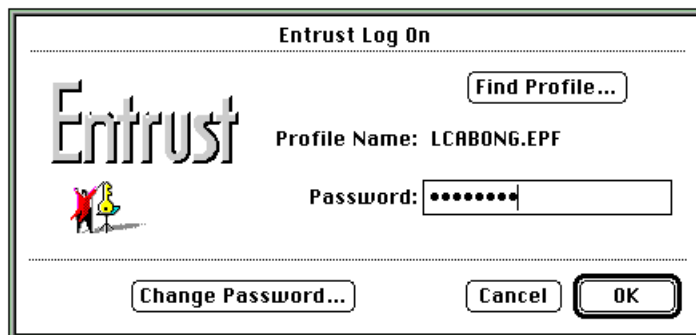 Entrust Log On
Find Profile...
Entrust
Profile Name: LCABONG.EPF
Password: ••••••••
Change Password...
Cancel
OK